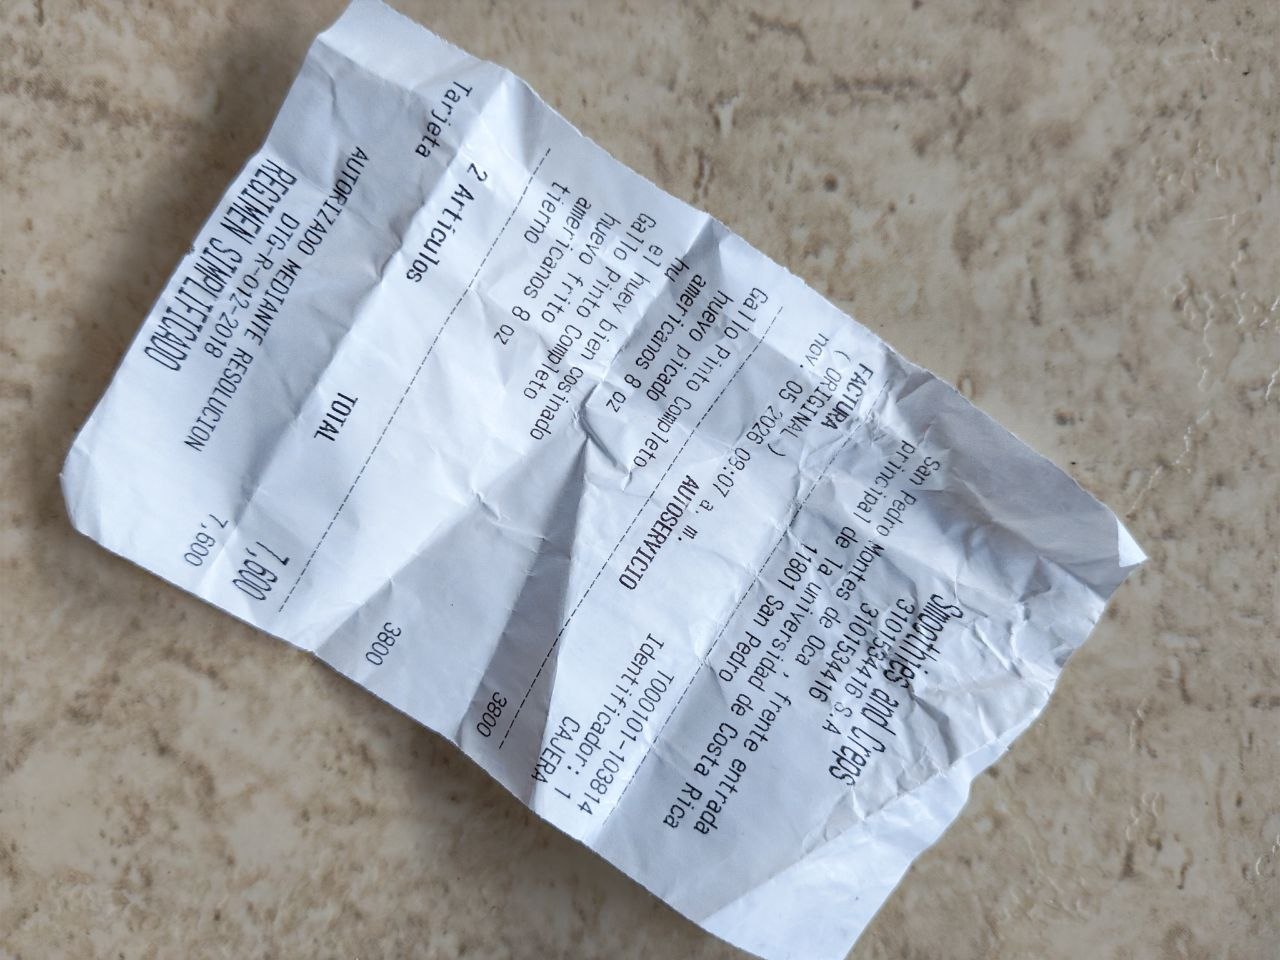 Smoothies and Creps
3101534416 S.A
3101534416
San Pedro Montes de Oca , frente entrada
principal de la universidad de Costa Rica
11801 San Pedro
FACTURA T000101-103814
( ORIGINAL ) Identificador: 1
nov. 05 2026 09:07 a. m. CAJERA
AUTOSERVICIO
Gallo Pinto Completo 3800
huevo picado
americanos 8 oz
hu
el huev bien cosinado
Gallo pinto Completo 3800
huevo frito
americanos 8 oz
tierno
2 Artículos TOTAL 7,600
Tarjeta 7,600
AUTORIZADO MEDIANTE RESOLUCION
DTG-R-012-2018
REGIMEN SIMPLIFICADO